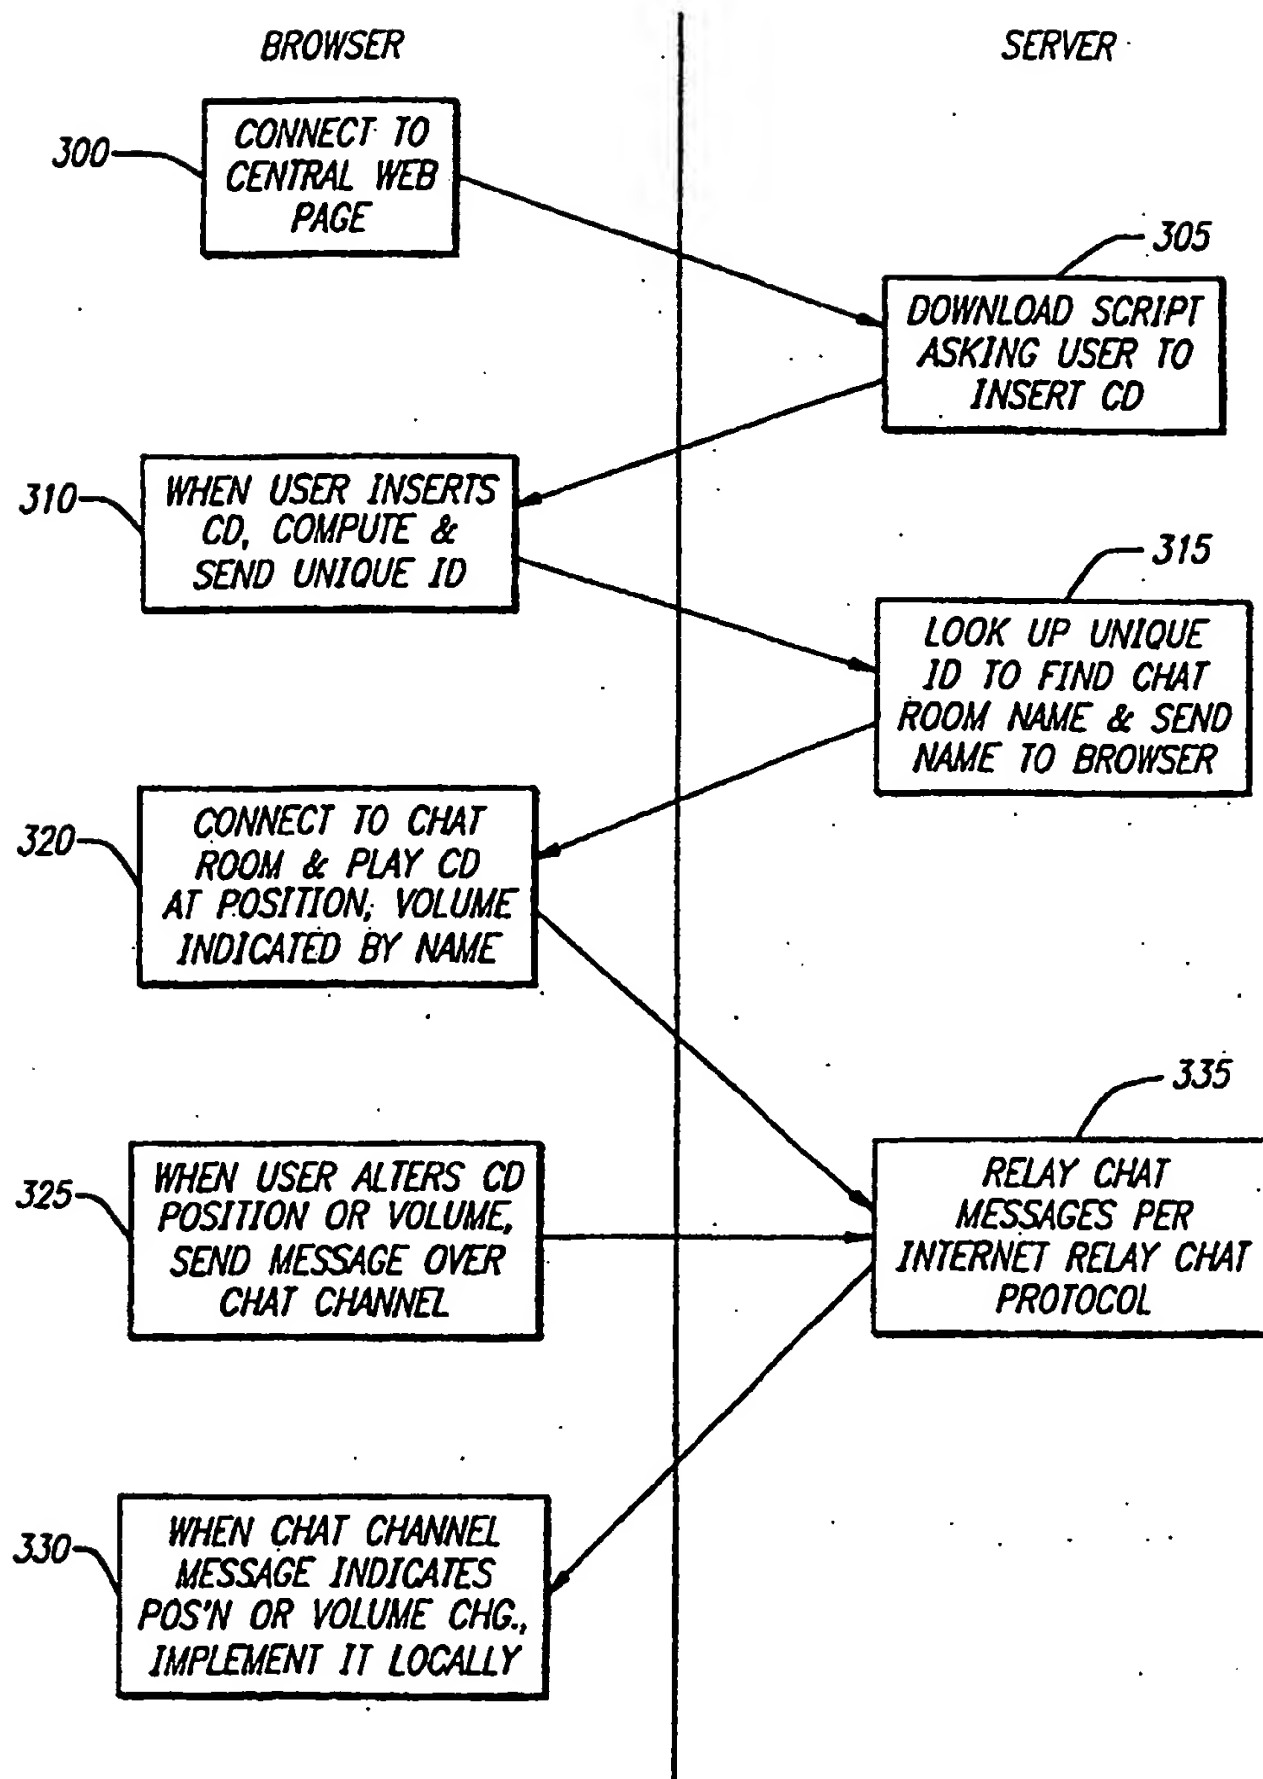 BROWSER
SERVER
300
CONNECT TO
CENTRAL WEB
PAGE
305
DOWNLOAD SCRIPT
ASKING USER TO
INSERT CD
310
WHEN USER INSERTS
CD, COMPUTE &
SEND UNIQUE ID
315
LOOK UP UNIQUE
ID TO FIND CHAT
ROOM NAME & SEND
NAME TO BROWSER
320
CONNECT TO CHAT
ROOM & PLAY CD
AT POSITION, VOLUME
INDICATED BY NAME
335
RELAY CHAT
MESSAGES PER
INTERNET RELAY CHAT
PROTOCOL
325
WHEN USER ALTERS CD
POSITION OR VOLUME,
SEND MESSAGE OVER
CHAT CHANNEL
330
WHEN CHAT CHANNEL
MESSAGE INDICATES
POS'N OR VOLUME CHG.,
IMPLEMENT IT LOCALLY